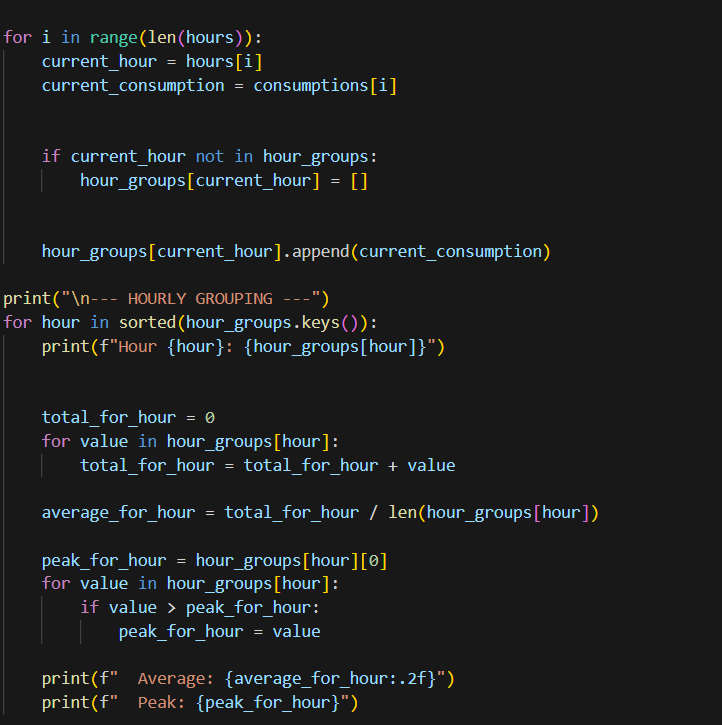 for i in range(len(hours)):
    current_hour = hours[i]
    current_consumption = consumptions[i]
    if current_hour not in hour_groups:
        hour_groups[current_hour] = []
    hour_groups[current_hour].append(current_consumption)
print("\n--- HOURLY GROUPING ---")
for hour in sorted(hour_groups.keys()):
    print(f"Hour {hour}: {hour_groups[hour]}")
    total_for_hour = 0
    for value in hour_groups[hour]:
        total_for_hour = total_for_hour + value
    average_for_hour = total_for_hour / len(hour_groups[hour])
    peak_for_hour = hour_groups[hour][0]
    for value in hour_groups[hour]:
        if value > peak_for_hour:
            peak_for_hour = value
    print(f"  Average: {average_for_hour:.2f}")
    print(f"  Peak: {peak_for_hour}")